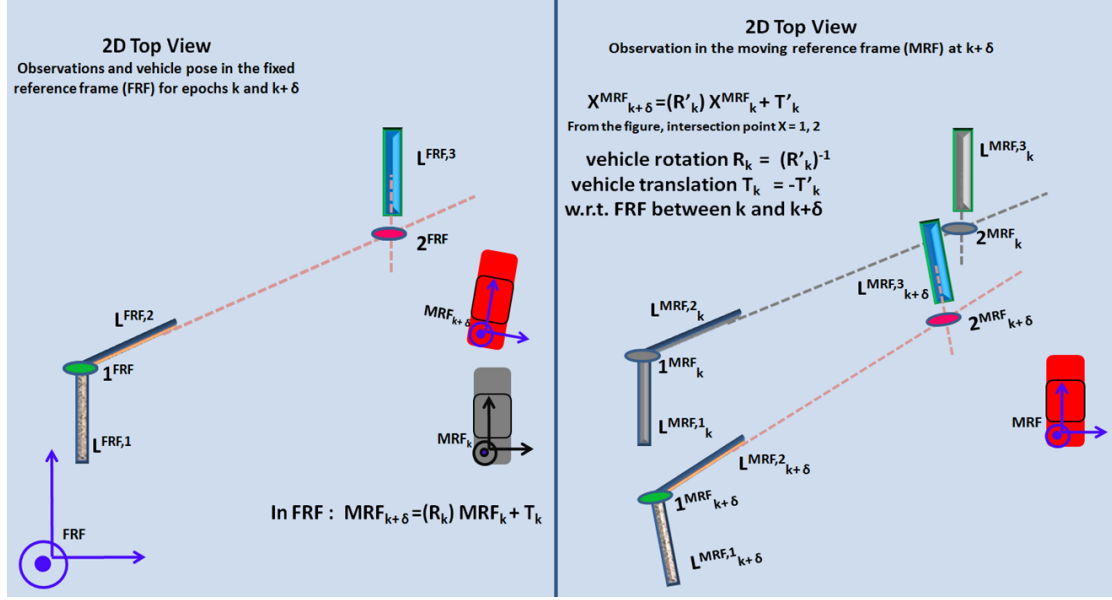 2D Top View
Observations and vehicle pose in the fixed
reference frame (FRF) for epochs k and k+ δ
L^FRF,3
2^FRF
L^FRF,2
MRF_k+δ
1^FRF
MRF_k
L^FRF,1
In FRF : MRF_k+δ=(R_k) MRF_k + T_k
FRF
2D Top View
Observation in the moving reference frame (MRF) at k+ δ
X^MRF_k+δ=(R'_k) X^MRF_k + T'_k
From the figure, intersection point X = 1, 2
vehicle rotation R_k = (R'_k)^-1
vehicle translation T_k = -T'_k
w.r.t. FRF between k and k+δ
L^MRF,3_k
2^MRF_k
L^MRF,3_k+δ
L^MRF,2_k
2^MRF_k+δ
1^MRF_k
L^MRF,1_k
MRF
L^MRF,2_k+δ
1^MRF_k+δ
L^MRF,1_k+δ